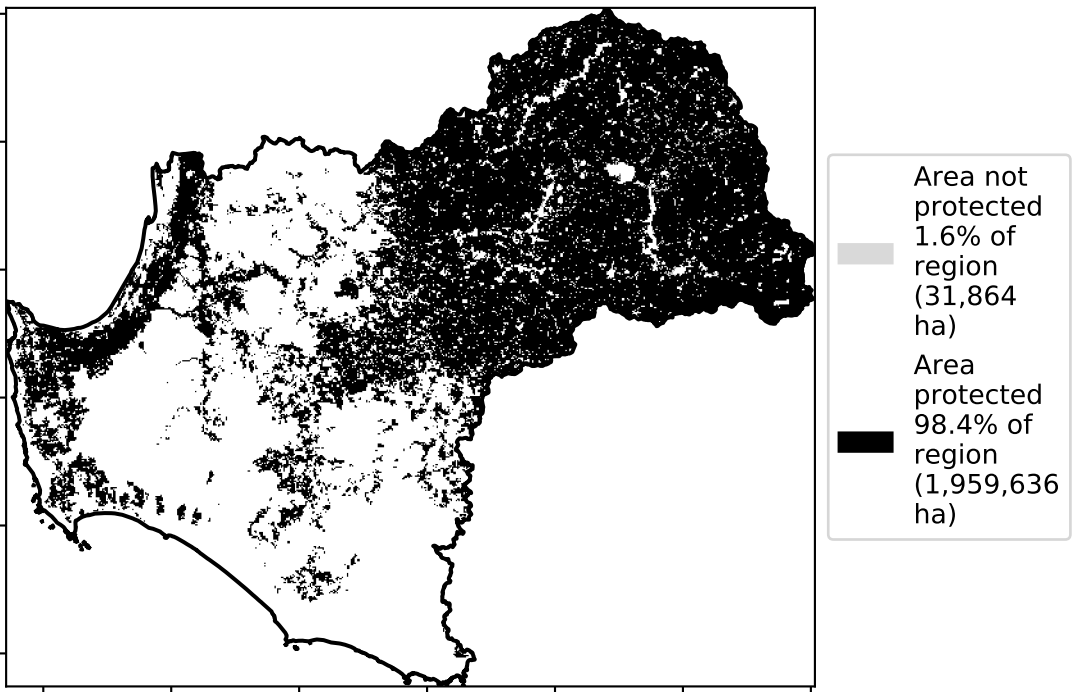 Area not
protected
1.6% of
region
(31,864
ha)
Area
protected
98.4% of
region
(1,959,636
ha)